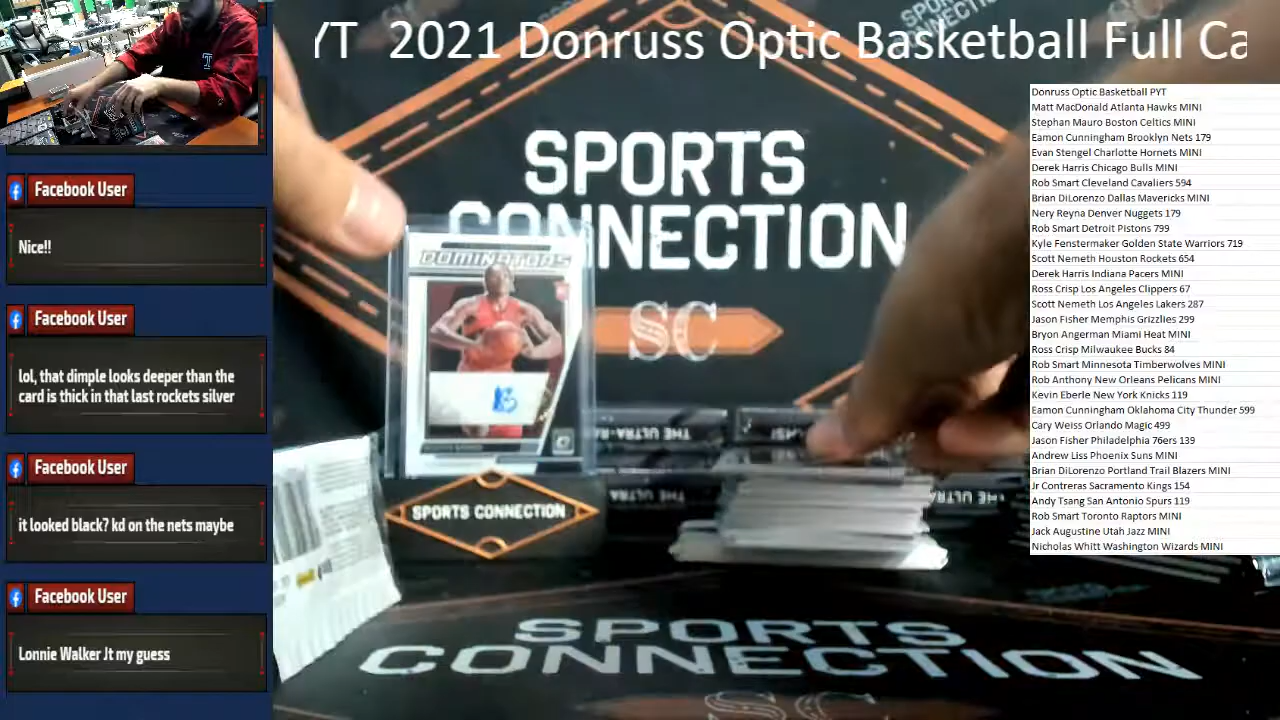 YT 2021 Donruss Optic Basketball Full Ca
SPORTS
CONNECTION
SC
SPORTS
CONNECTION
Facebook User
Nice!!
Facebook User
lol, that dimple looks deeper than the
card is thick in that last rockets silver
Facebook User
it looked black? kd on the nets maybe
Facebook User
Lonnie Walker Jt my guess
DOMINATORS
SPORTS CONNECTION
THE ULTRA
THE ULTRA
SPORTS
CONNECTION
Donruss Optic Basketball PYT
Matt MacDonald Atlanta Hawks MINI
Stephan Mauro Boston Celtics MINI
Eamon Cunningham Brooklyn Nets 179
Evan Stengel Charlotte Hornets MINI
Derek Harris Chicago Bulls MINI
Rob Smart Cleveland Cavaliers 594
Brian DiLorenzo Dallas Mavericks MINI
Nery Reyna Denver Nuggets 179
Rob Smart Detroit Pistons 799
Kyle Fenstermaker Golden State Warriors 719
Scott Nemeth Houston Rockets 654
Derek Harris Indiana Pacers MINI
Ross Crisp Los Angeles Clippers 67
Scott Nemeth Los Angeles Lakers 287
Jason Fisher Memphis Grizzlies 299
Bryon Angerman Miami Heat MINI
Ross Crisp Milwaukee Bucks 84
Rob Smart Minnesota Timberwolves MINI
Rob Anthony New Orleans Pelicans MINI
Kevin Eberle New York Knicks 119
Eamon Cunningham Oklahoma City Thunder 599
Cary Weiss Orlando Magic 499
Jason Fisher Philadelphia 76ers 139
Andrew Liss Phoenix Suns MINI
Brian DiLorenzo Portland Trail Blazers MINI
Jr Contreras Sacramento Kings 154
Andy Tsang San Antonio Spurs 119
Rob Smart Toronto Raptors MINI
Jack Augustine Utah Jazz MINI
Nicholas Whitt Washington Wizards MINI